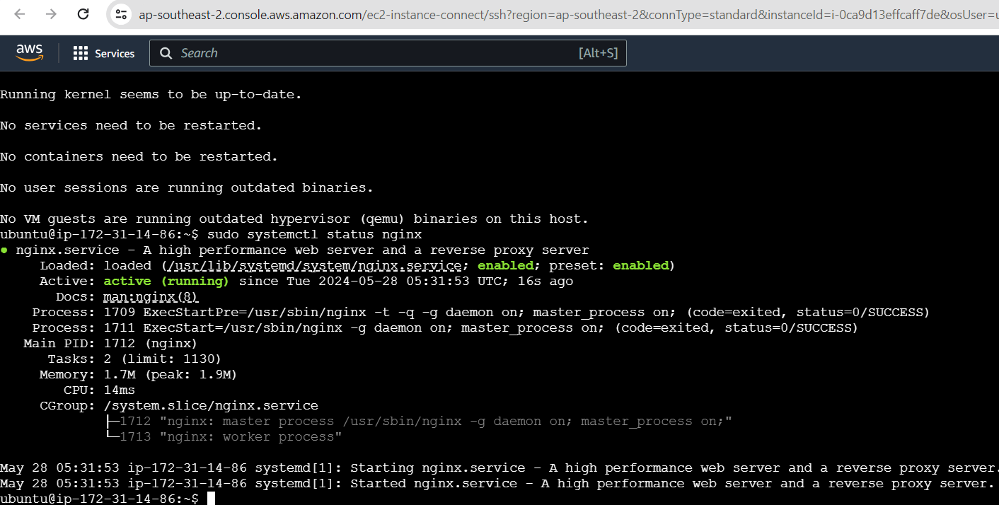 ap-southeast-2.console.aws.amazon.com/ec2-instance-connect/ssh?region=ap-southeast-2&connType=standard&instanceId=i-0ca9d13effcaff7de&osUser=u
aws Services Search [Alt+S]
Running kernel seems to be up-to-date.
No services need to be restarted.
No containers need to be restarted.
No user sessions are running outdated binaries.
No VM guests are running outdated hypervisor (qemu) binaries on this host.
ubuntu@ip-172-31-14-86:~$ sudo systemctl status nginx
● nginx.service - A high performance web server and a reverse proxy server
Loaded: loaded (/usr/lib/systemd/system/nginx.service; enabled; preset: enabled)
Active: active (running) since Tue 2024-05-28 05:31:53 UTC; 16s ago
Docs: man:nginx(8)
Process: 1709 ExecStartPre=/usr/sbin/nginx -t -q -g daemon on; master_process on; (code=exited, status=0/SUCCESS)
Process: 1711 ExecStart=/usr/sbin/nginx -g daemon on; master_process on; (code=exited, status=0/SUCCESS)
Main PID: 1712 (nginx)
Tasks: 2 (limit: 1130)
Memory: 1.7M (peak: 1.9M)
CPU: 14ms
CGroup: /system.slice/nginx.service
├─1712 "nginx: master process /usr/sbin/nginx -g daemon on; master_process on;"
└─1713 "nginx: worker process"
May 28 05:31:53 ip-172-31-14-86 systemd[1]: Starting nginx.service - A high performance web server and a reverse proxy server.
May 28 05:31:53 ip-172-31-14-86 systemd[1]: Started nginx.service - A high performance web server and a reverse proxy server.
ubuntu@ip-172-31-14-86:~$